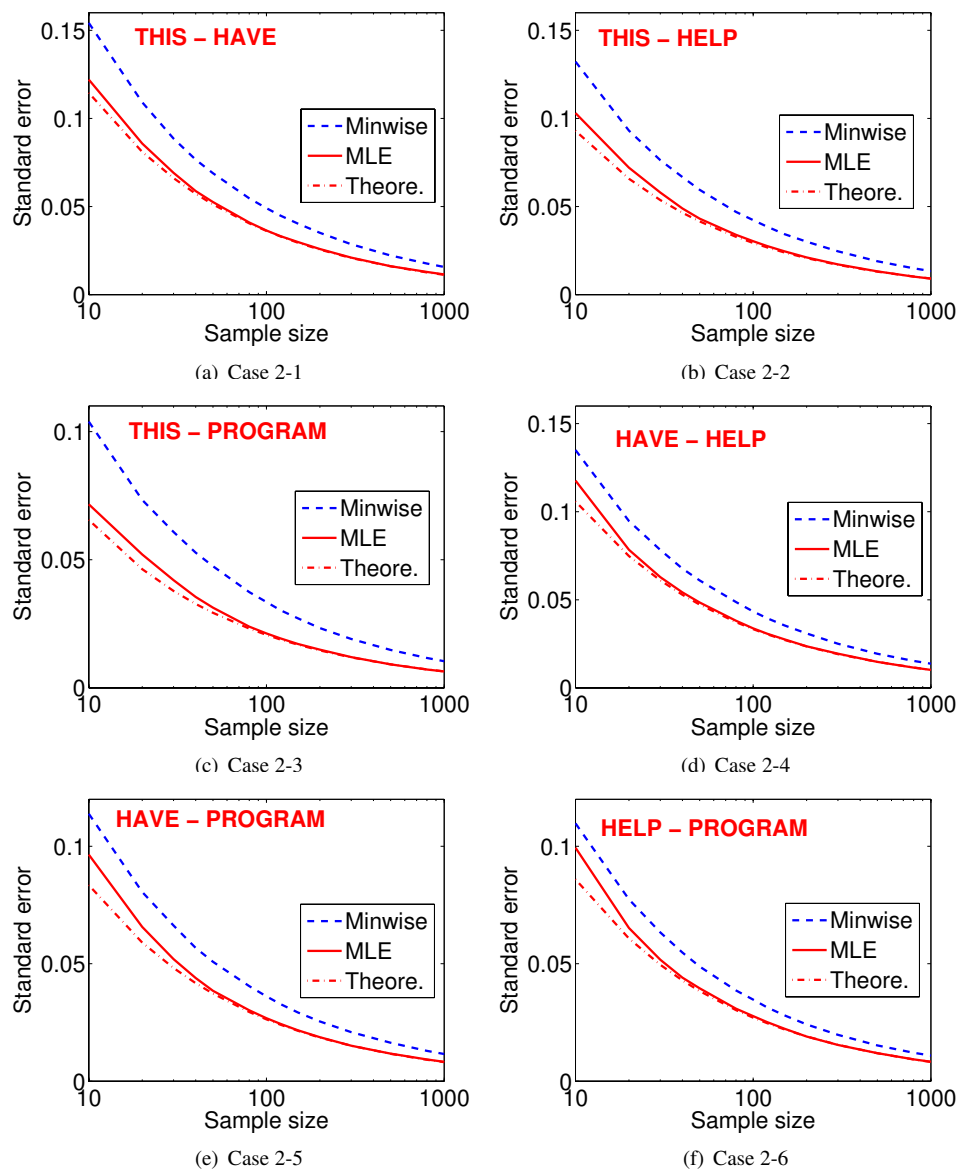 0.15
0.1
0.05
0
10
100
1000
Standard error
Sample size
THIS – HAVE
Minwise
MLE
Theore.
(a) Case 2-1
0.15
0.1
0.05
0
10
100
1000
Standard error
Sample size
THIS – HELP
Minwise
MLE
Theore.
(b) Case 2-2
0.1
0.05
0
10
100
1000
Standard error
Sample size
THIS – PROGRAM
Minwise
MLE
Theore.
(c) Case 2-3
0.15
0.1
0.05
0
10
100
1000
Standard error
Sample size
HAVE – HELP
Minwise
MLE
Theore.
(d) Case 2-4
0.1
0.05
0
10
100
1000
Standard error
Sample size
HAVE – PROGRAM
Minwise
MLE
Theore.
(e) Case 2-5
0.1
0.05
0
10
100
1000
Standard error
Sample size
HELP – PROGRAM
Minwise
MLE
Theore.
(f) Case 2-6